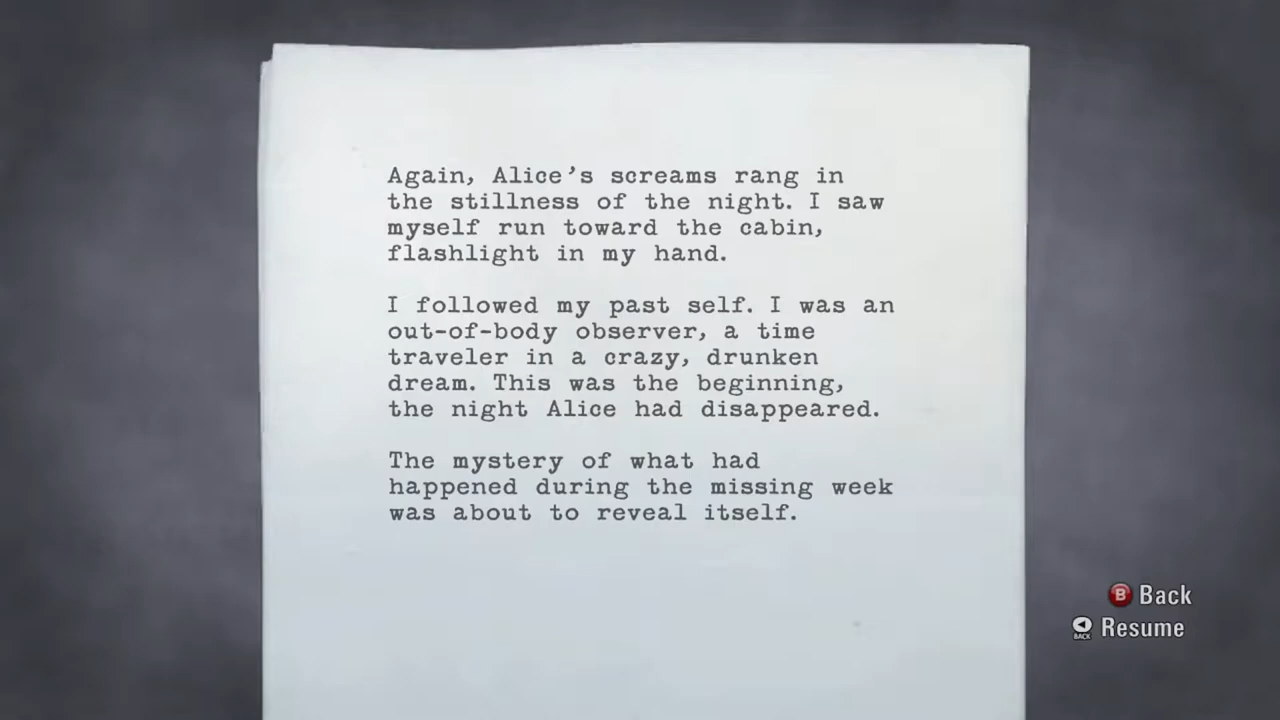 Again, Alice's screams rang in
the stillness of the night. I saw
myself run toward the cabin,
flashlight in my hand.
I followed my past self. I was an
out-of-body observer, a time
traveler in a crazy, drunken
dream. This was the beginning,
the night Alice had disappeared.
The mystery of what had
happened during the missing week
was about to reveal itself.
B Back
BACK Resume